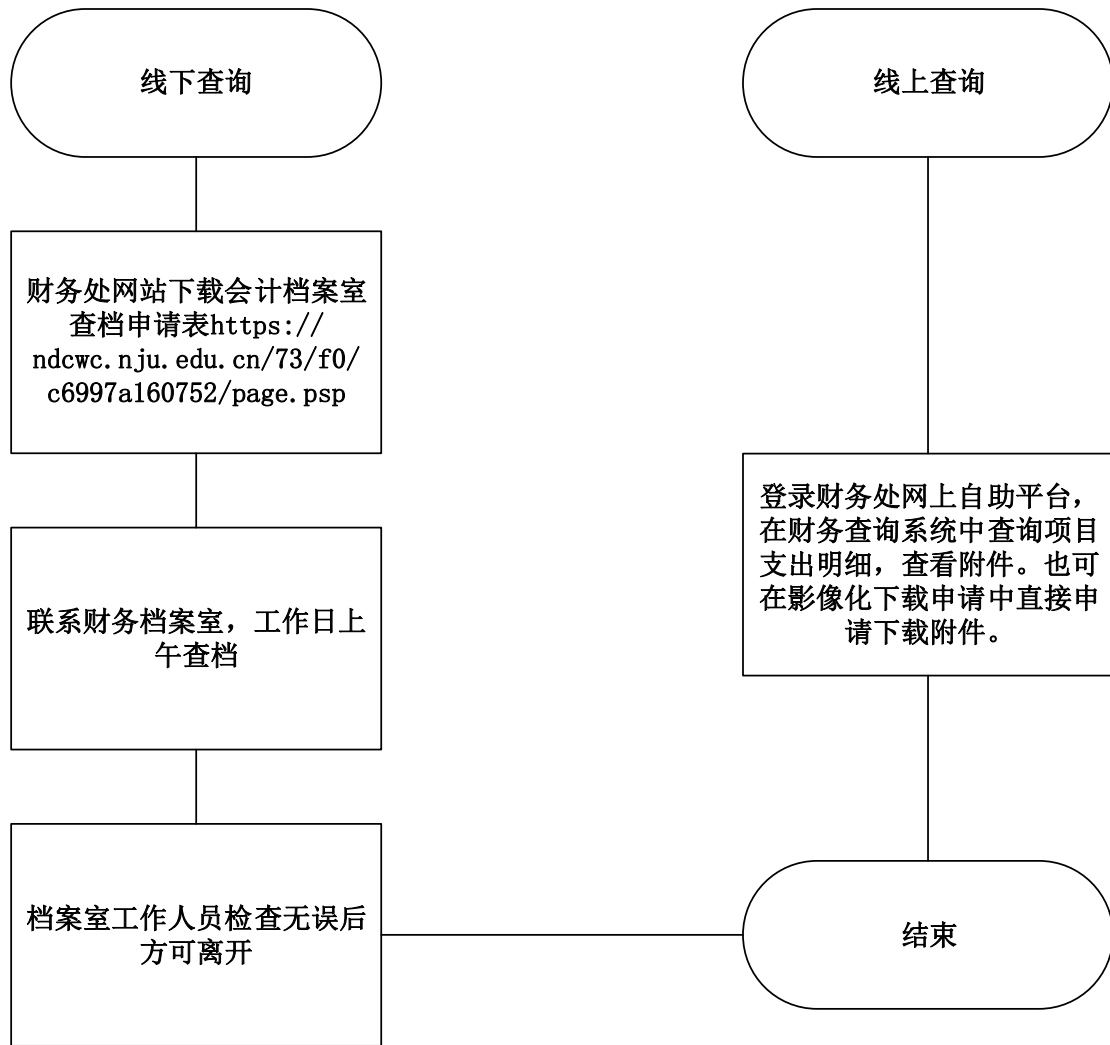 线下查询
线上查询
财务处网站下载会计档案室
查档申请表https://
ndcwc.nju.edu.cn/73/f0/
c6997a160752/page.psp
登录财务处网上自助平台，
在财务查询系统中查询项目
支出明细，查看附件。也可
在影像化下载申请中直接申
请下载附件。
联系财务档案室，工作日上
午查档
档案室工作人员检查无误后
方可离开
结束